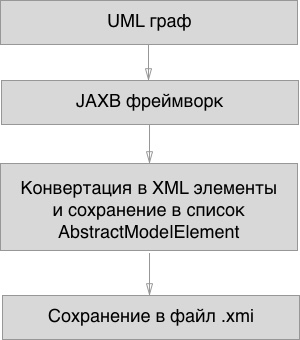 UML граф
JAXB фреймворк
Конвертация в XML элементы
и сохранение в список
AbstractModelElement
Сохранение в файл .xmi